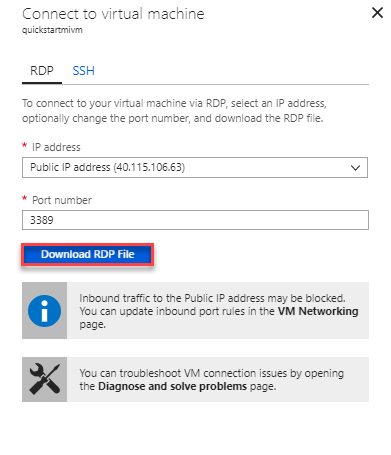 Connect to virtual machine
quickstartmivm
RDP SSH
To connect to your virtual machine via RDP, select an IP address,
optionally change the port number, and download the RDP file.
* IP address
Public IP address (40.115.106.63)
* Port number
3389
Download RDP File
Inbound traffic to the Public IP address may be blocked.
You can update inbound port rules in the VM Networking
page.
You can troubleshoot VM connection issues by opening
the Diagnose and solve problems page.